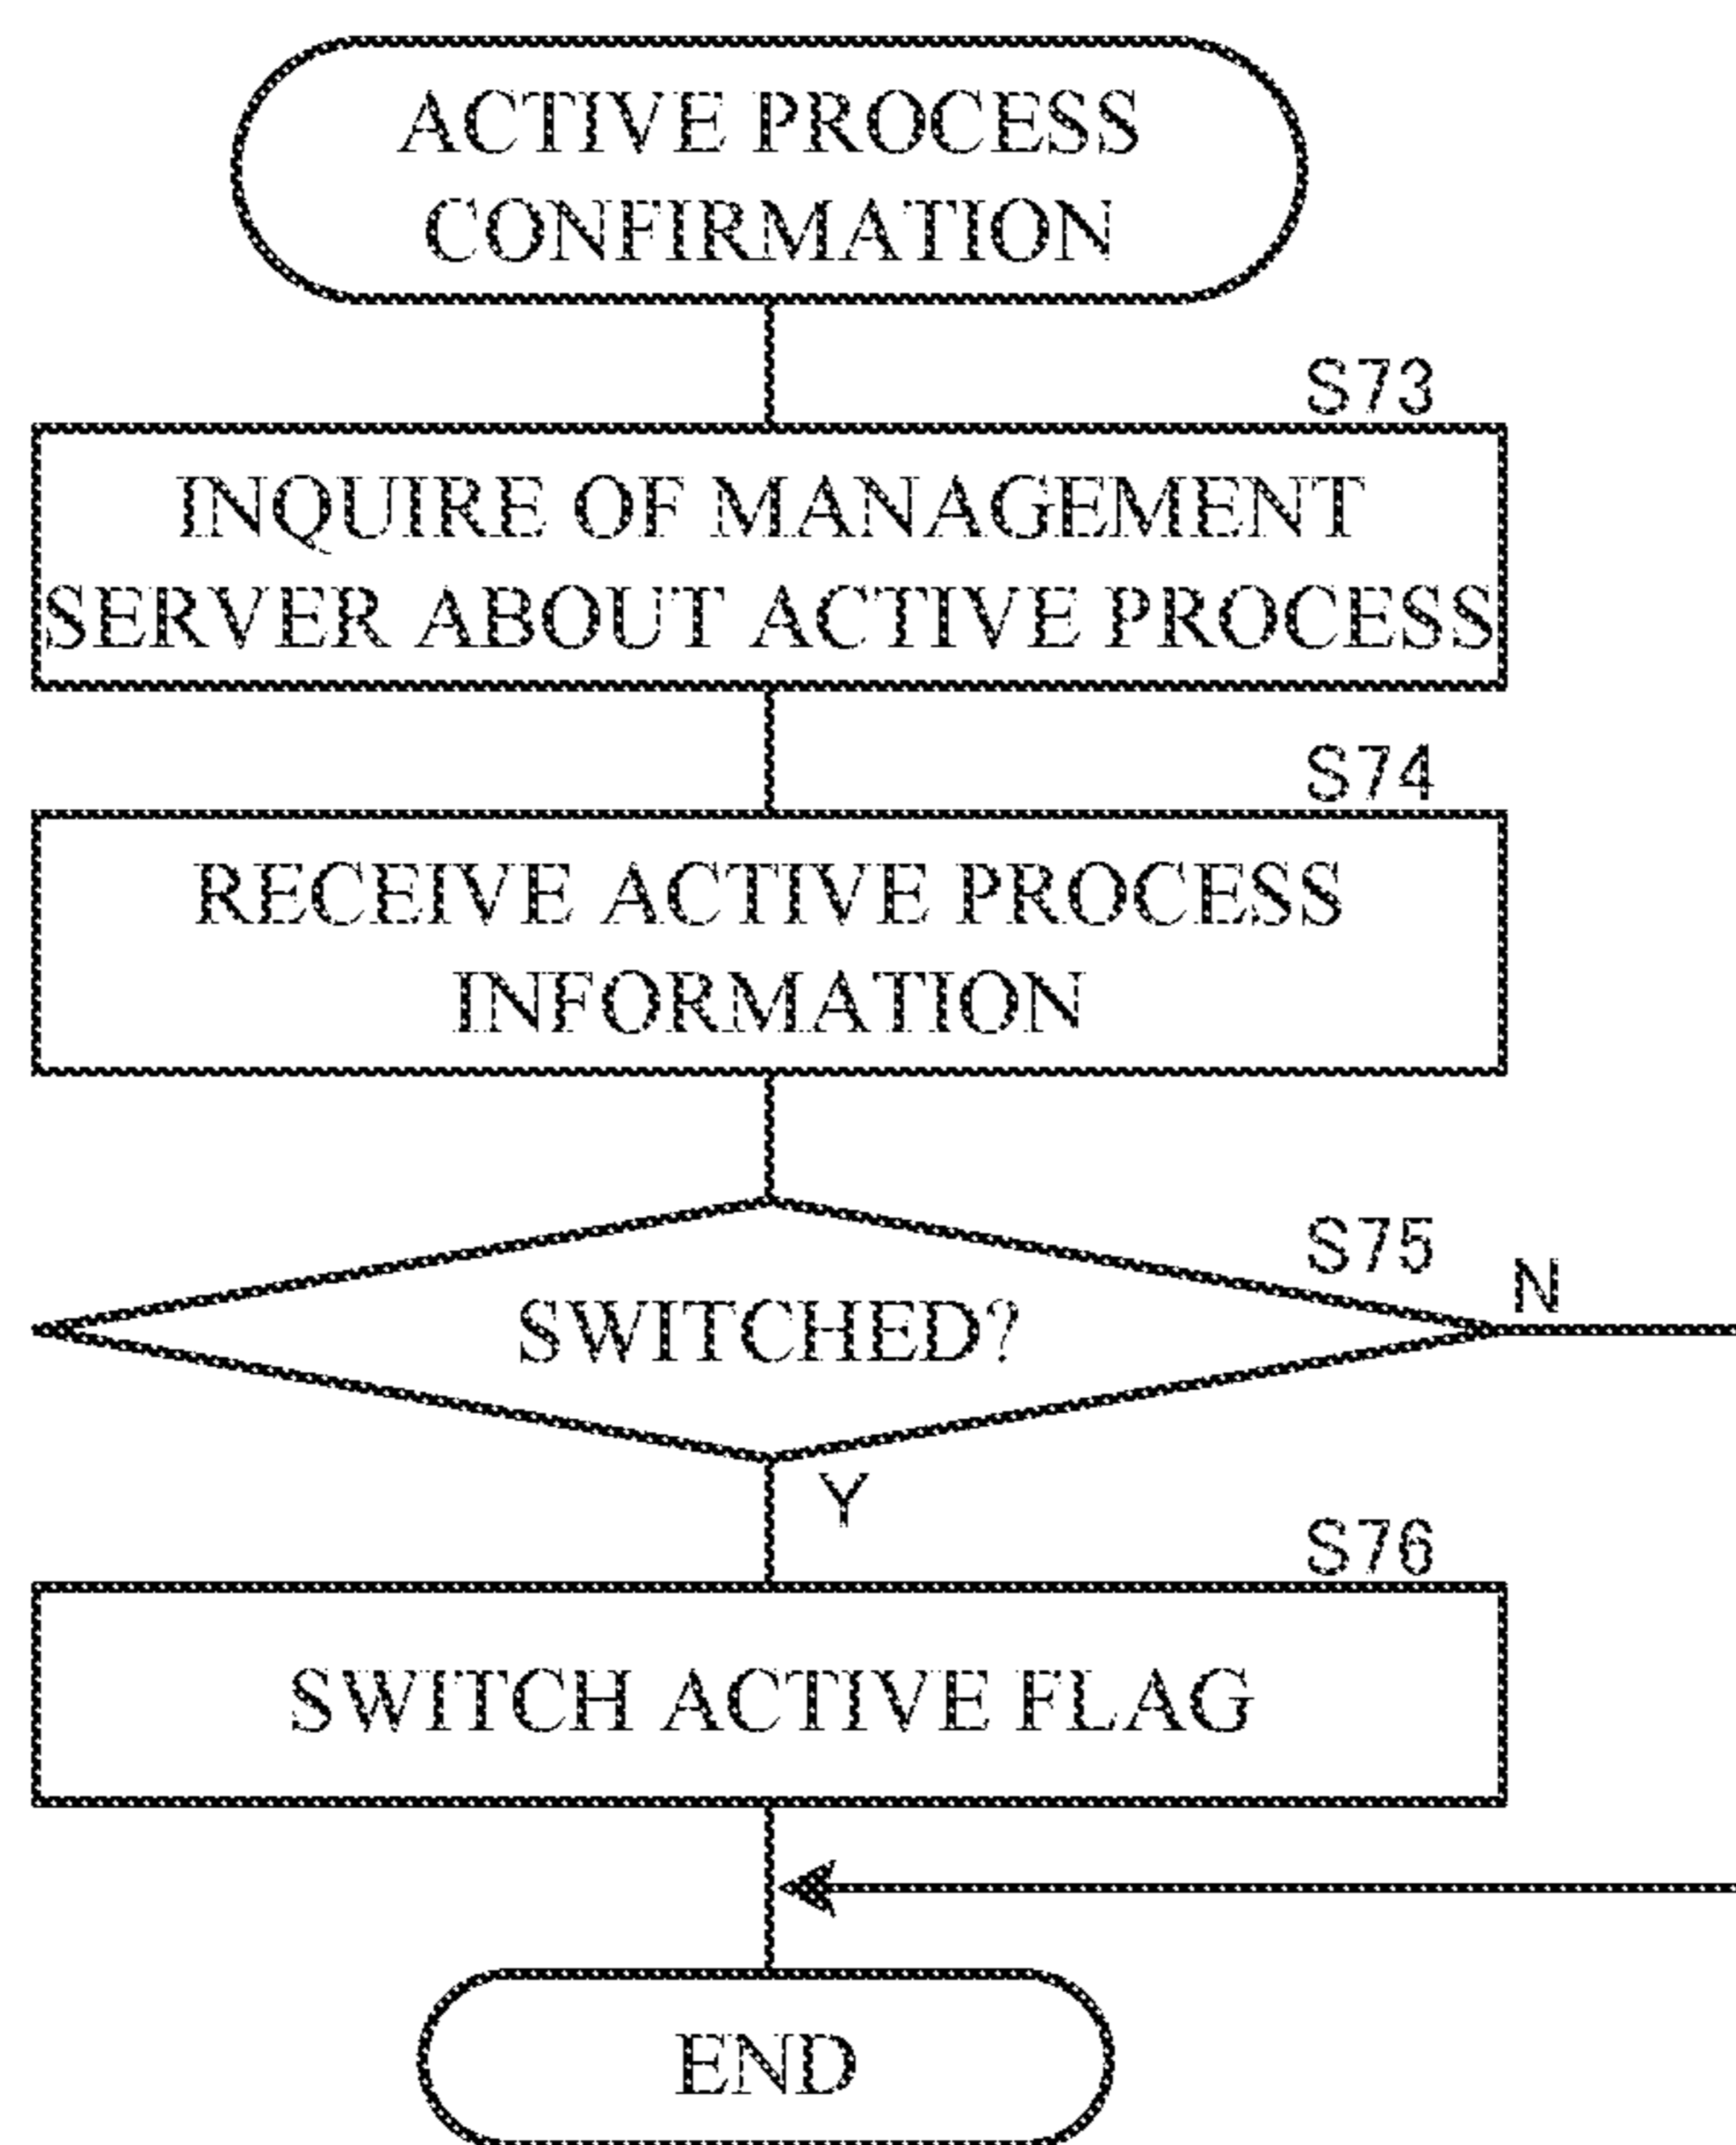 ACTIVE PROCESS
CONFIRMATION
S73
INQUIRE OF MANAGEMENT
SERVER ABOUT ACTIVE PROCESS
S74
RECEIVE ACTIVE PROCESS
INFORMATION
S75
N
SWITCHED?
Y
S76
SWITCH ACTIVE FLAG
END